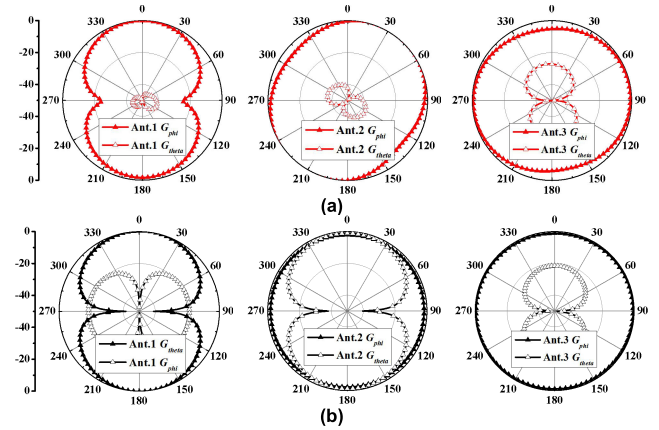 0 0 0
-0 330 30 330 30 330 30
-20 300 60 300 60 300 60
-40
270 90 270 90 270 90
-40
Ant.1 Gphi Ant.2 Gphi Ant.3 Gphi
Ant.1 Gtheta Ant.2 Gtheta Ant.3 Gtheta
-20 240 120 240 120 240 120
0 210 150 210 150 210 150
180 180 180
(a)
0 0 0
0 330 30 330 30 330 30
-20 300 60 300 60 300 60
-40
270 90 270 90 270 90
-40
Ant.1 Gtheta Ant.2 Gphi Ant.3 Gphi
Ant.1 Gphi Ant.2 Gtheta Ant.3 Gtheta
-20 240 120 240 120 240 120
0 210 150 210 150 210 150
180 180 180
(b)